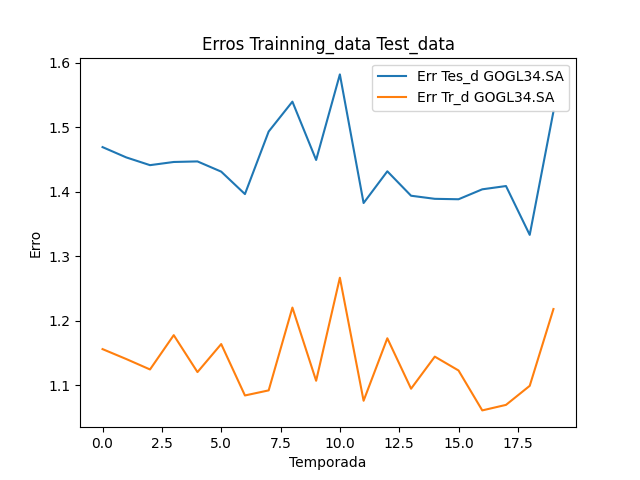 Erros Trainning_data Test_data
Err Tes_d GOGL34.SA
Err Tr_d GOGL34.SA
1.6
1.5
1.4
1.3
1.2
1.1
Erro
0.0 2.5 5.0 7.5 10.0 12.5 15.0 17.5
Temporada